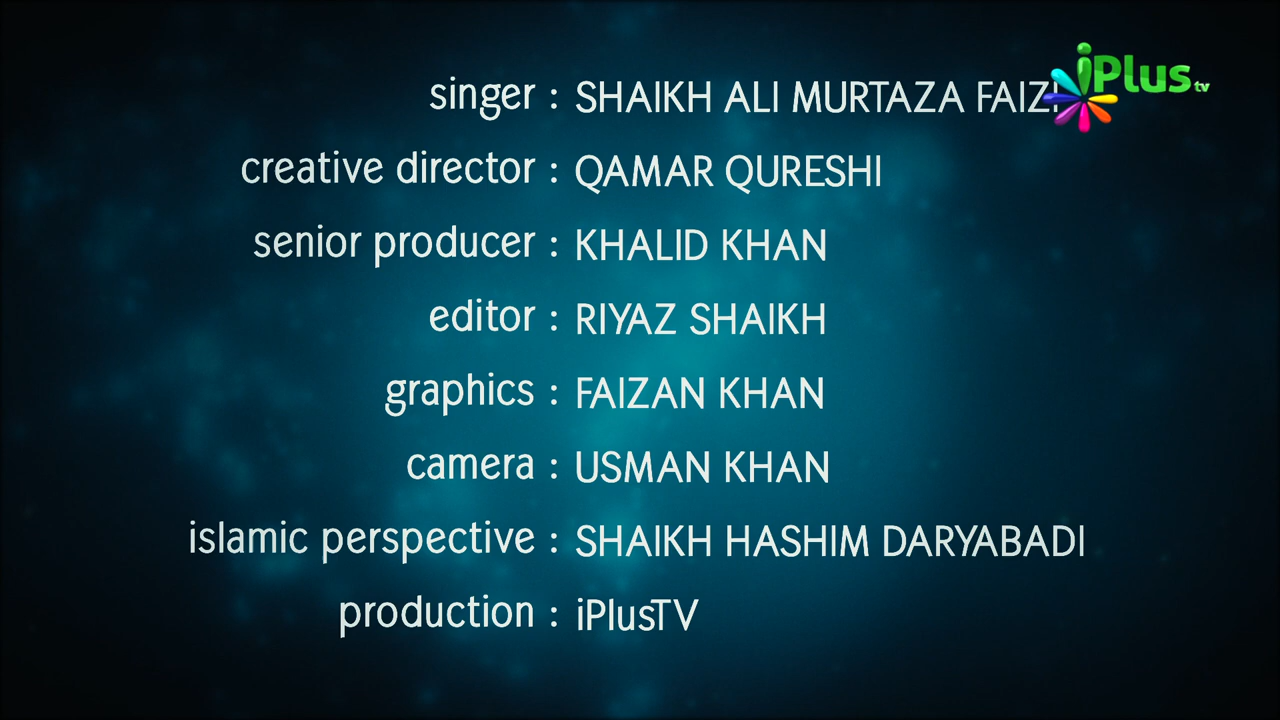 iPlus tv
singer : SHAIKH ALI MURTAZA FAIZI
creative director : QAMAR QURESHI
senior producer : KHALID KHAN
editor : RIYAZ SHAIKH
graphics : FAIZAN KHAN
camera : USMAN KHAN
islamic perspective : SHAIKH HASHIM DARYABADI
production : iPlusTV